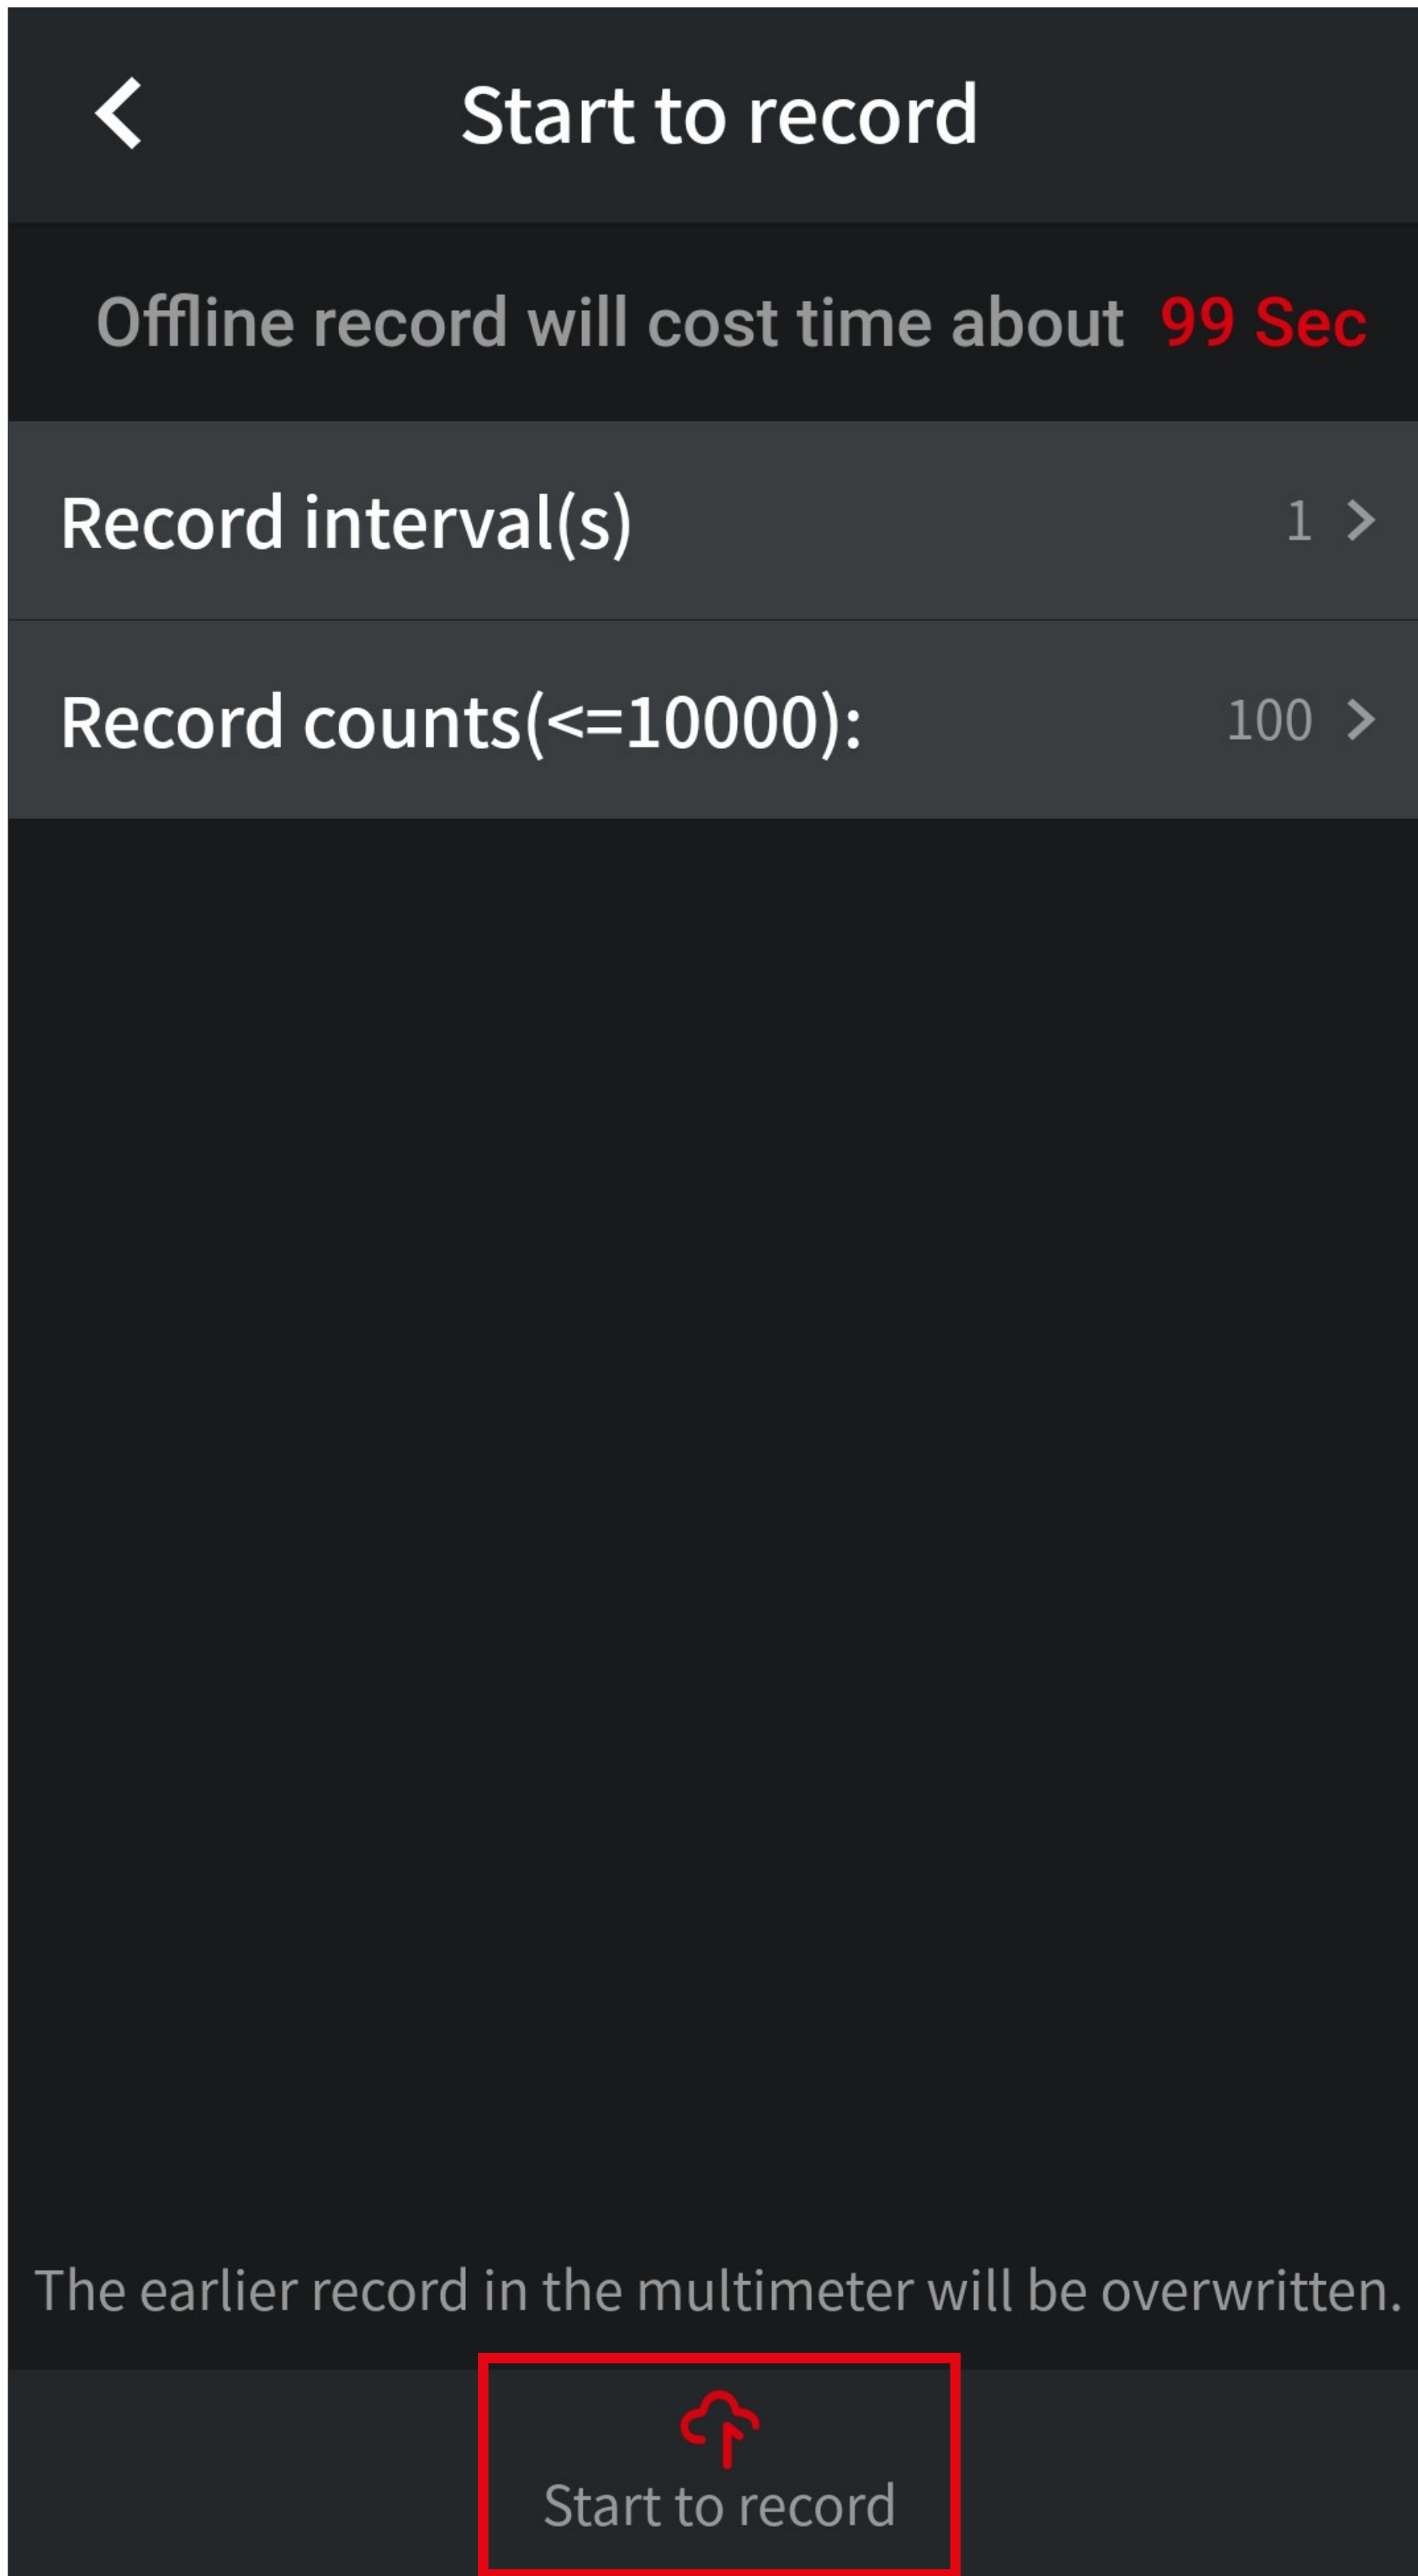 Start to record
Offline record will cost time about 99 Sec
Record interval(s) 1
Record counts(<=10000): 100
The earlier record in the multimeter will be overwritten.
Start to record